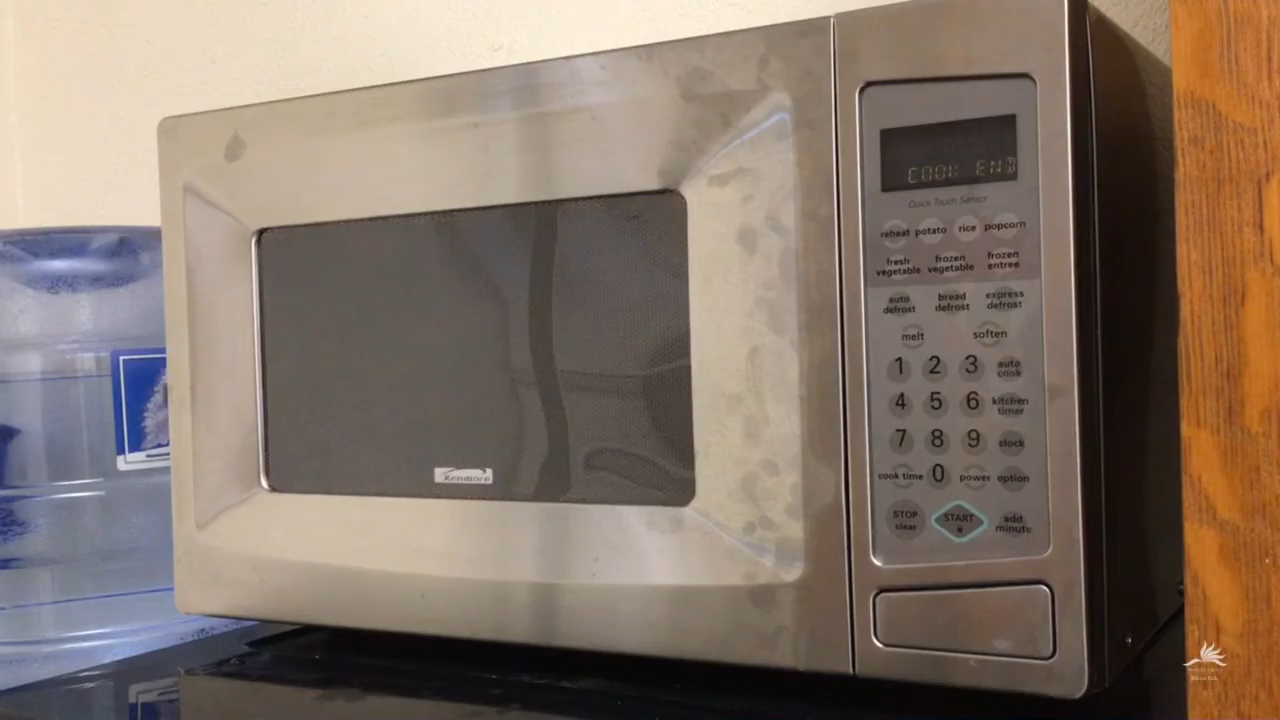 COOK END
Quick Touch Sensor
reheat potato rice popcorn
fresh vegetable frozen vegetable frozen entree
auto defrost bread defrost express defrost
melt soften
1 2 3 auto cook
4 5 6 kitchen timer
7 8 9 clock
cook time 0 power option
STOP clear START add minute
Kenmore